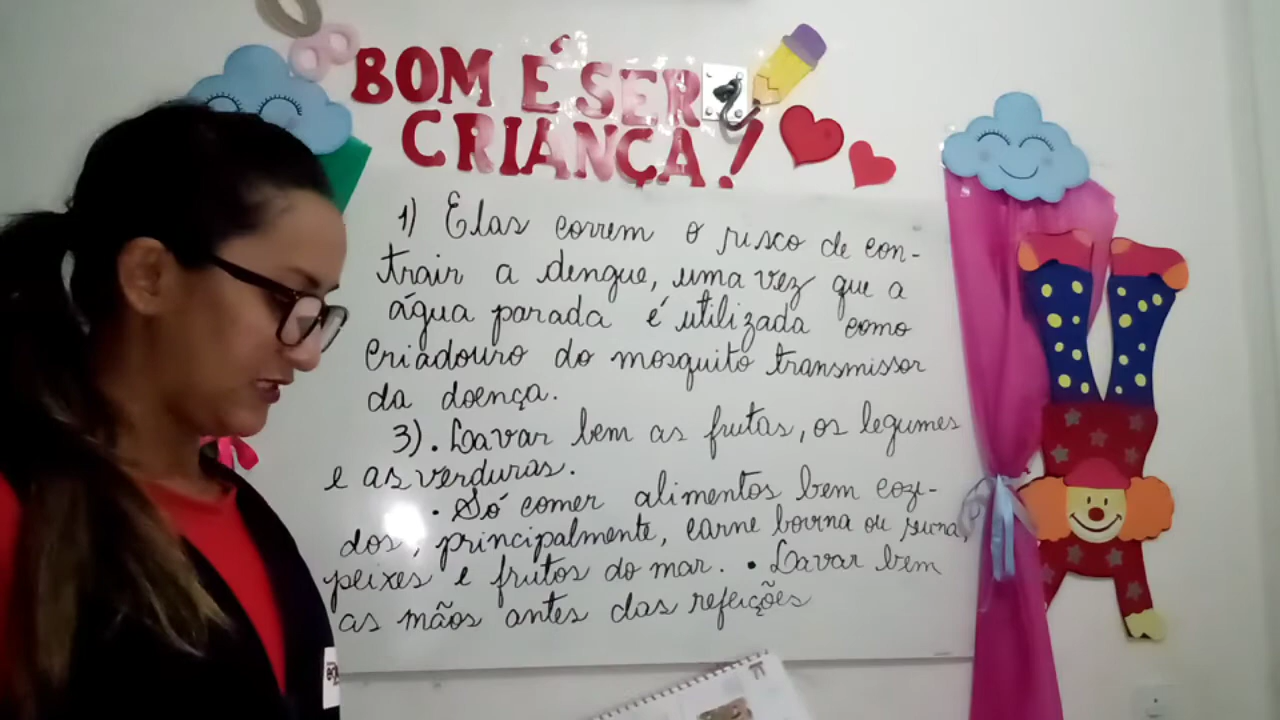 BOM É SER
CRIANÇA!
1) Elas correm o risco de con-
trair a dengue, uma vez que a
água parada é utilizada como
criadouro do mosquito transmissor
da doença.
3). Lavar bem as frutas, os legumes
e as verduras.
• Só comer alimentos bem cozi-
dos, principalmente, carne bovina ou suína,
peixes e frutos do mar. • Lavar bem
as mãos antes das refeições